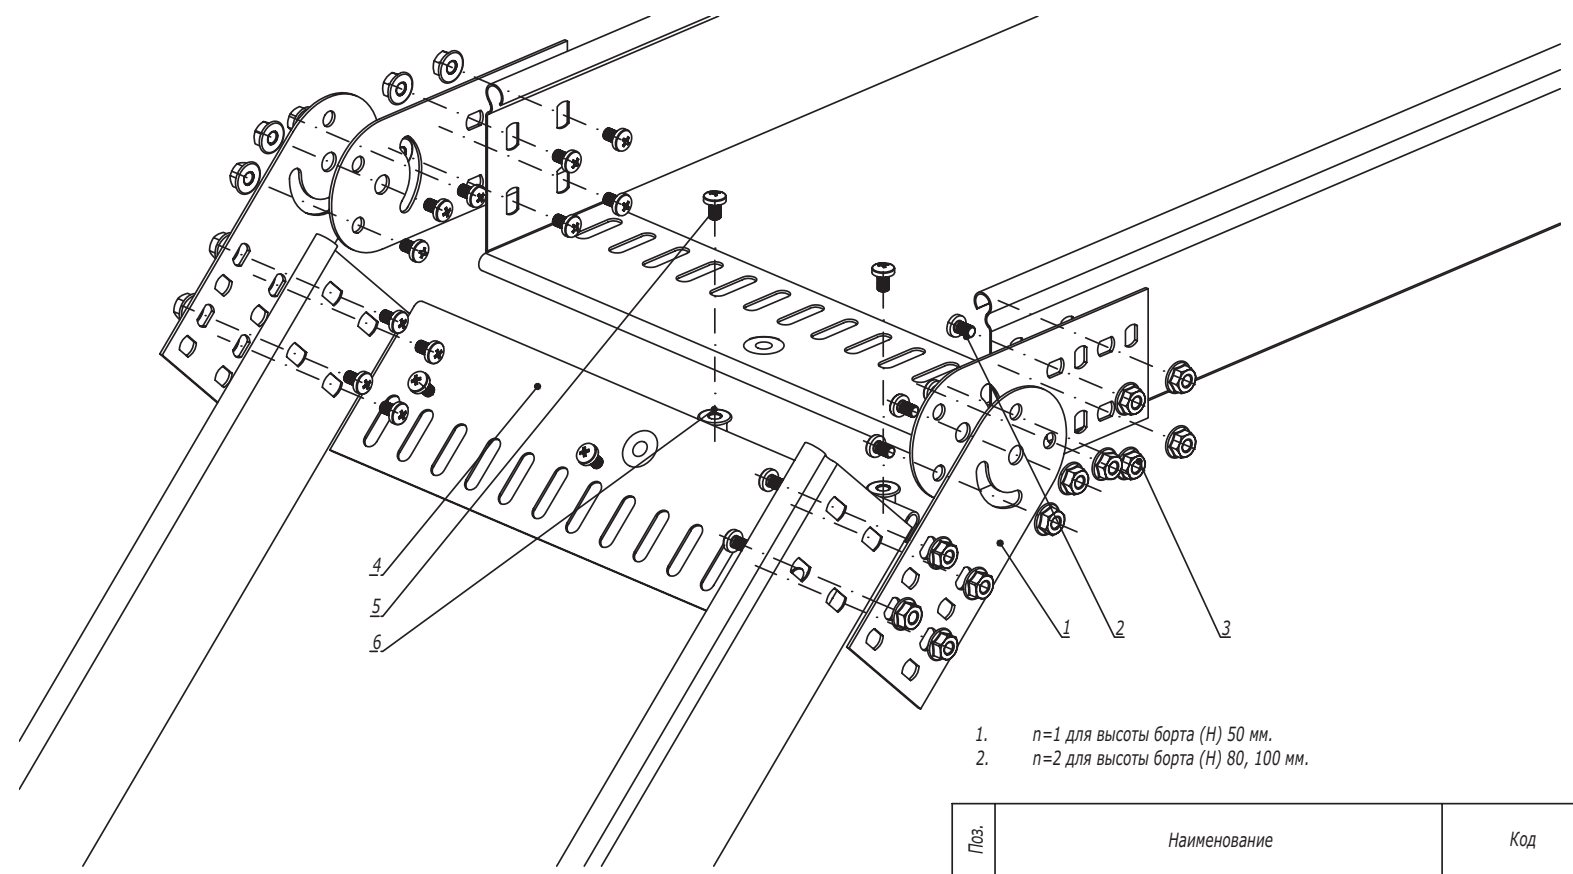 4
5
6
1
2
3
1. n=1 для высоты борта (H) 50 мм.
2. n=2 для высоты борта (H) 80, 100 мм.
Поз.
Наименование
Код